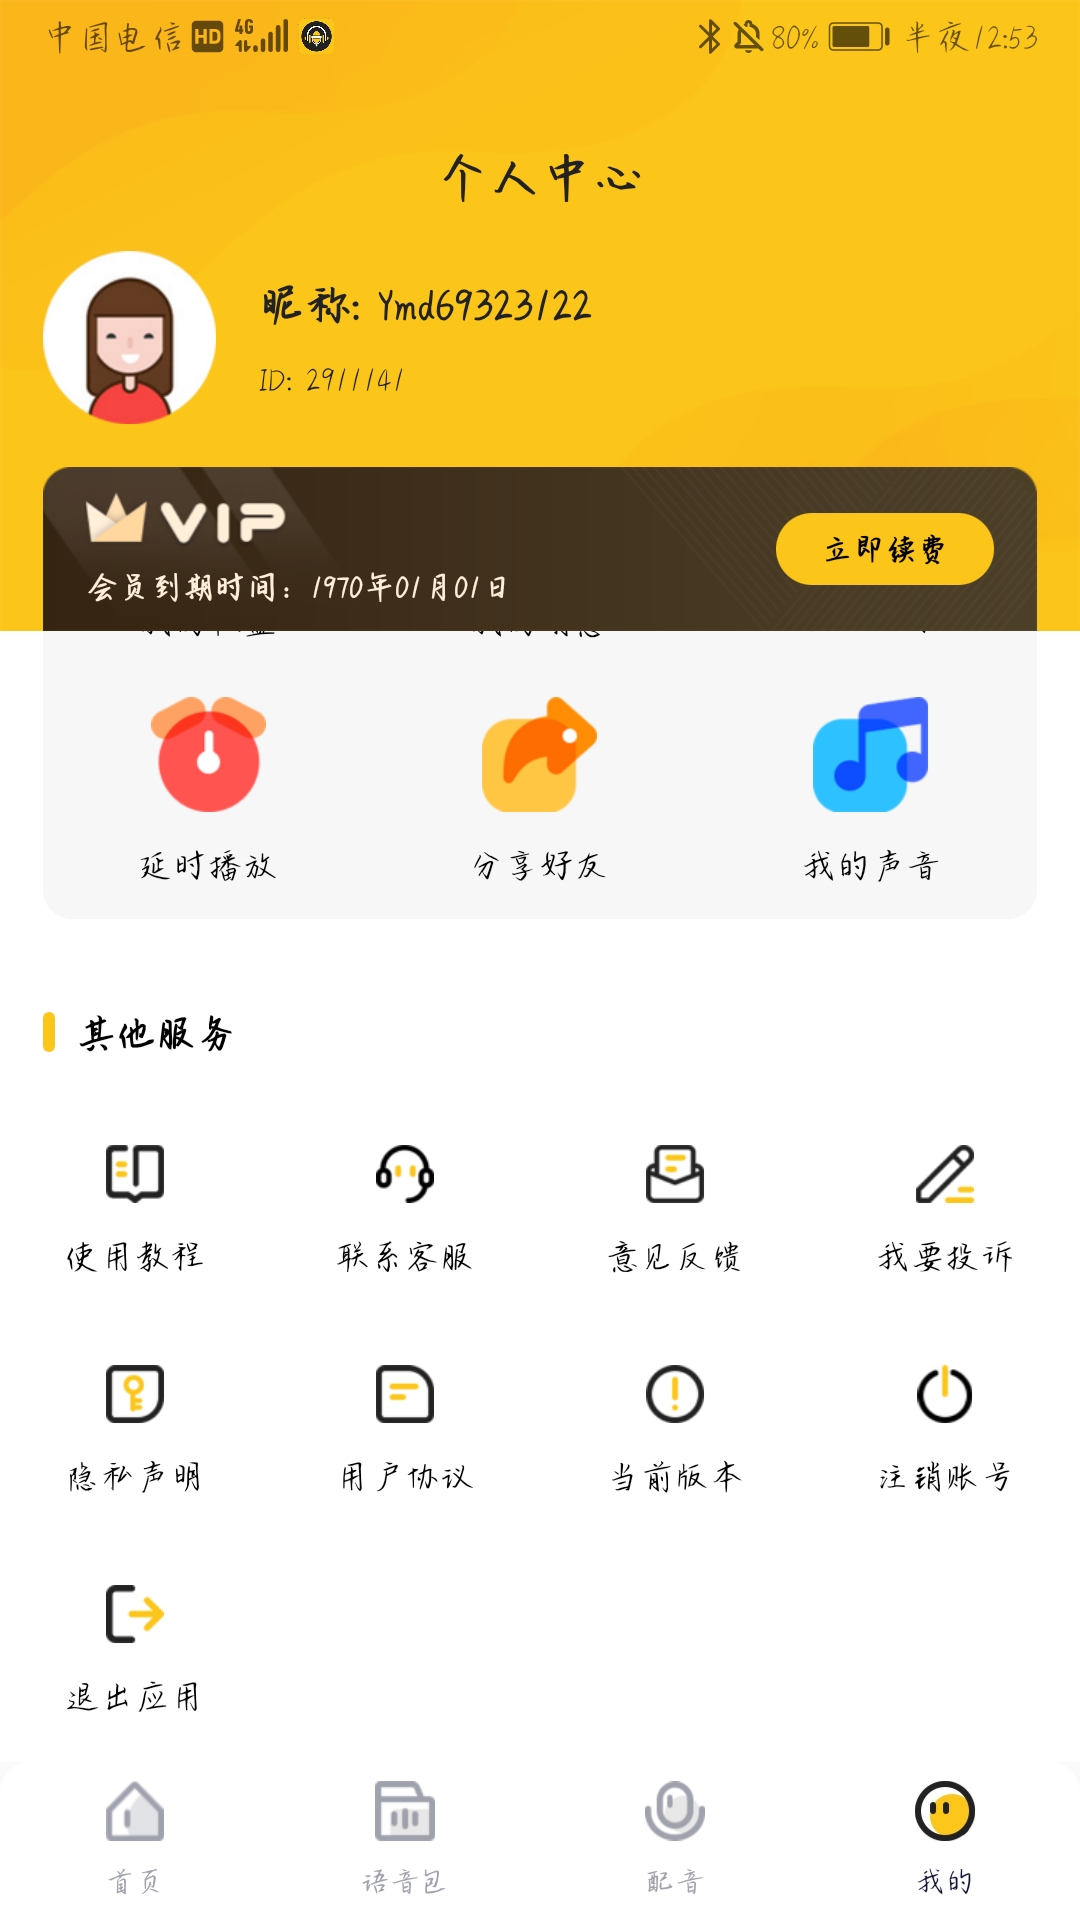 中国电信 HD 4G 80% 半夜12:53
个人中心
昵称: Ymd69323122
ID: 2911141
VIP
立即续费
会员到期时间: 1970年01月01日
延时播放 分享好友 我的声音
其他服务
使用教程 联系客服 意见反馈 我要投诉
隐私声明 用户协议 当前版本 注销账号
退出应用
首页 语音包 配音 我的